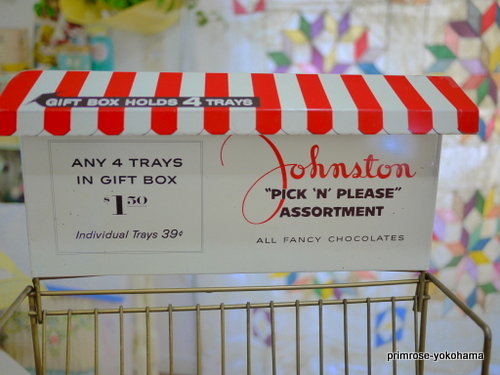 GIFT BOX HOLDS 4 TRAYS
ANY 4 TRAYS
IN GIFT BOX
$1.50
Individual Trays 39¢
Johnston
"PICK 'N' PLEASE"
ASSORTMENT
ALL FANCY CHOCOLATES
primrose-yokohama